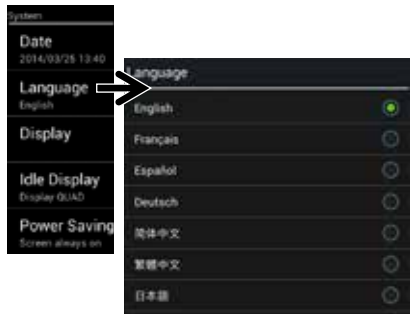 System
Date
2014/03/25 13:40
Language
English
Display
Idle Display
Display QUAD
Power Saving
Screen always on
Language
English
Français
Español
Deutsch
简体中文
繁體中文
日本語